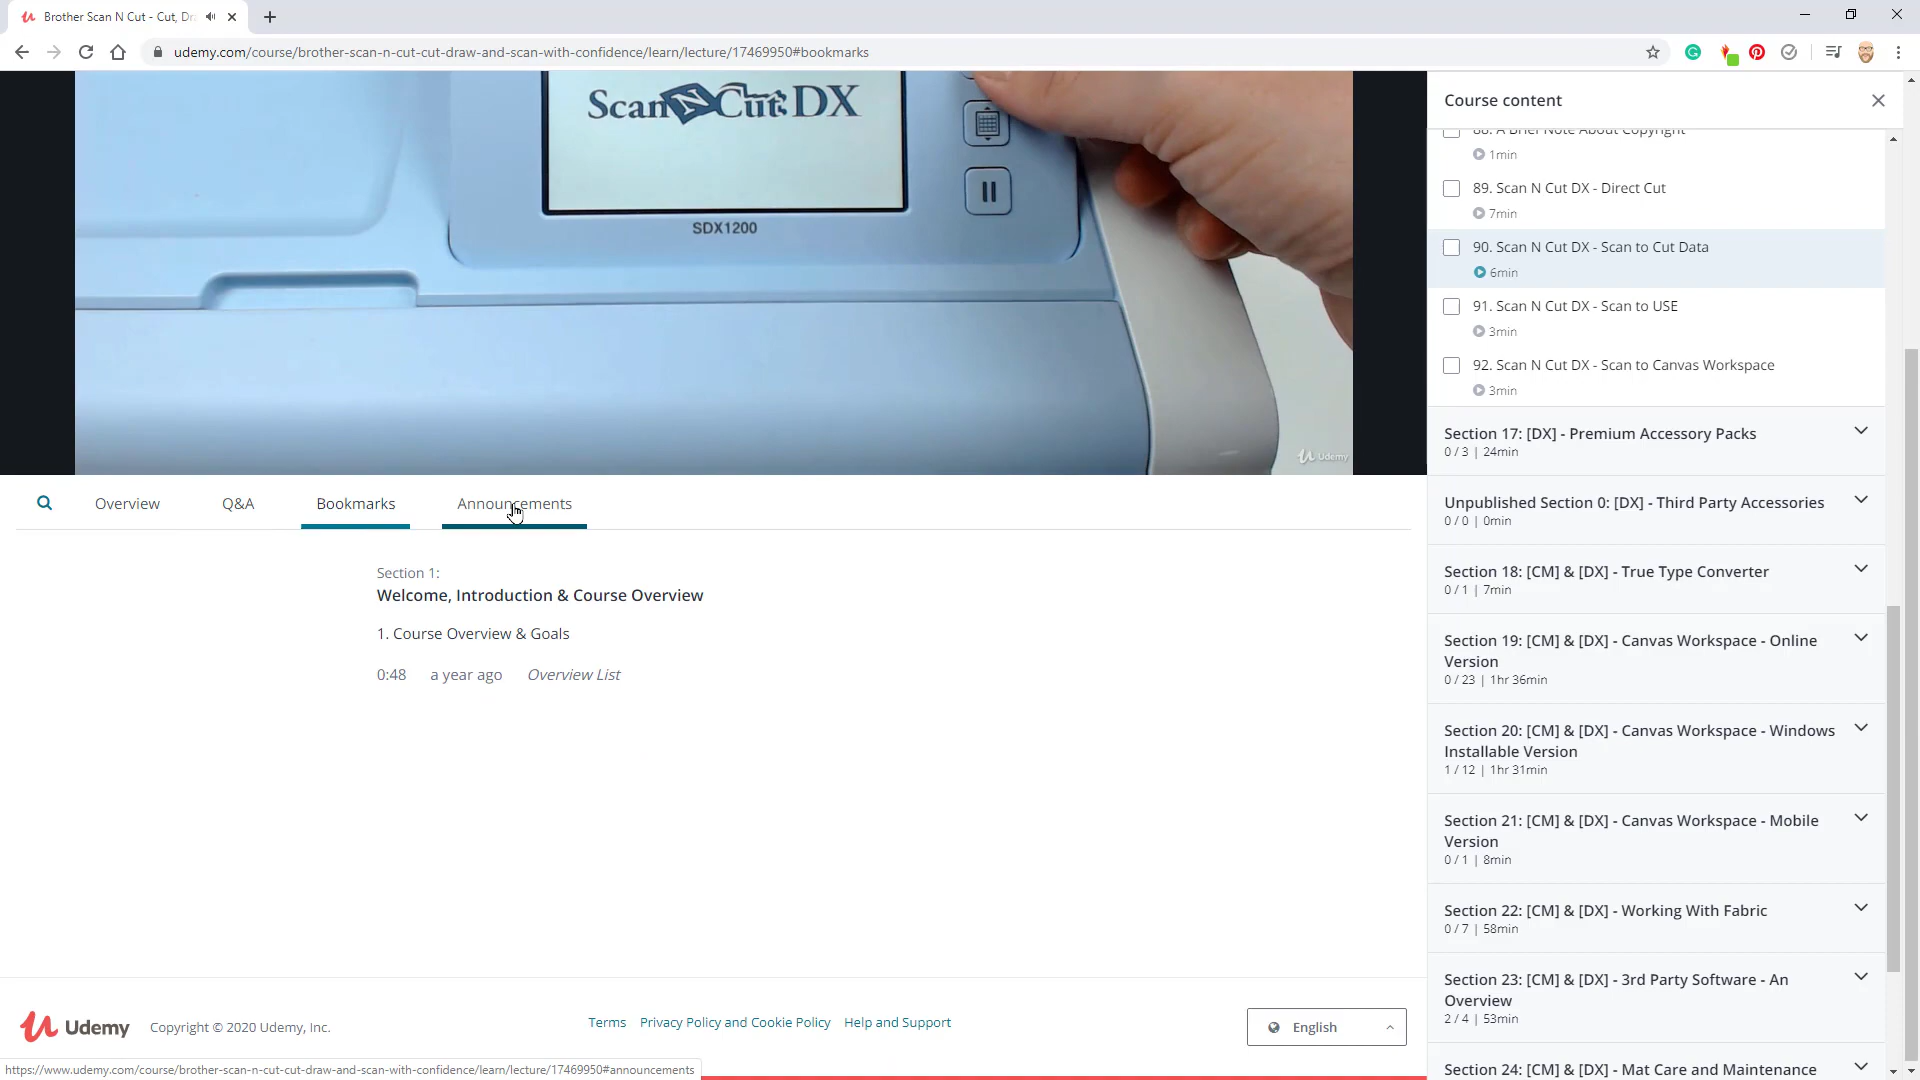 Brother Scan N Cut - Cut, Dr
udemy.com/course/brother-scan-n-cut-cut-draw-and-scan-with-confidence/learn/lecture/17469950#bookmarks
Scan N Cut DX
SDX1200
Udemy
Overview
Q&A
Bookmarks
Announcements
Section 1:
Welcome, Introduction & Course Overview
1. Course Overview & Goals
0:48 a year ago Overview List
Course content
88. A Brief Note About Copyright
1min
89. Scan N Cut DX - Direct Cut
7min
90. Scan N Cut DX - Scan to Cut Data
6min
91. Scan N Cut DX - Scan to USE
3min
92. Scan N Cut DX - Scan to Canvas Workspace
3min
Section 17: [DX] - Premium Accessory Packs
0 / 3 | 24min
Unpublished Section 0: [DX] - Third Party Accessories
0 / 0 | 0min
Section 18: [CM] & [DX] - True Type Converter
0 / 1 | 7min
Section 19: [CM] & [DX] - Canvas Workspace - Online
Version
0 / 23 | 1hr 36min
Section 20: [CM] & [DX] - Canvas Workspace - Windows
Installable Version
1 / 12 | 1hr 31min
Section 21: [CM] & [DX] - Canvas Workspace - Mobile
Version
0 / 1 | 8min
Section 22: [CM] & [DX] - Working With Fabric
0 / 7 | 58min
Section 23: [CM] & [DX] - 3rd Party Software - An
Overview
2 / 4 | 53min
Section 24: [CM] & [DX] - Mat Care and Maintenance
Udemy
Copyright © 2020 Udemy, Inc.
Terms
Privacy Policy and Cookie Policy
Help and Support
English
https://www.udemy.com/course/brother-scan-n-cut-cut-draw-and-scan-with-confidence/learn/lecture/17469950#announcements